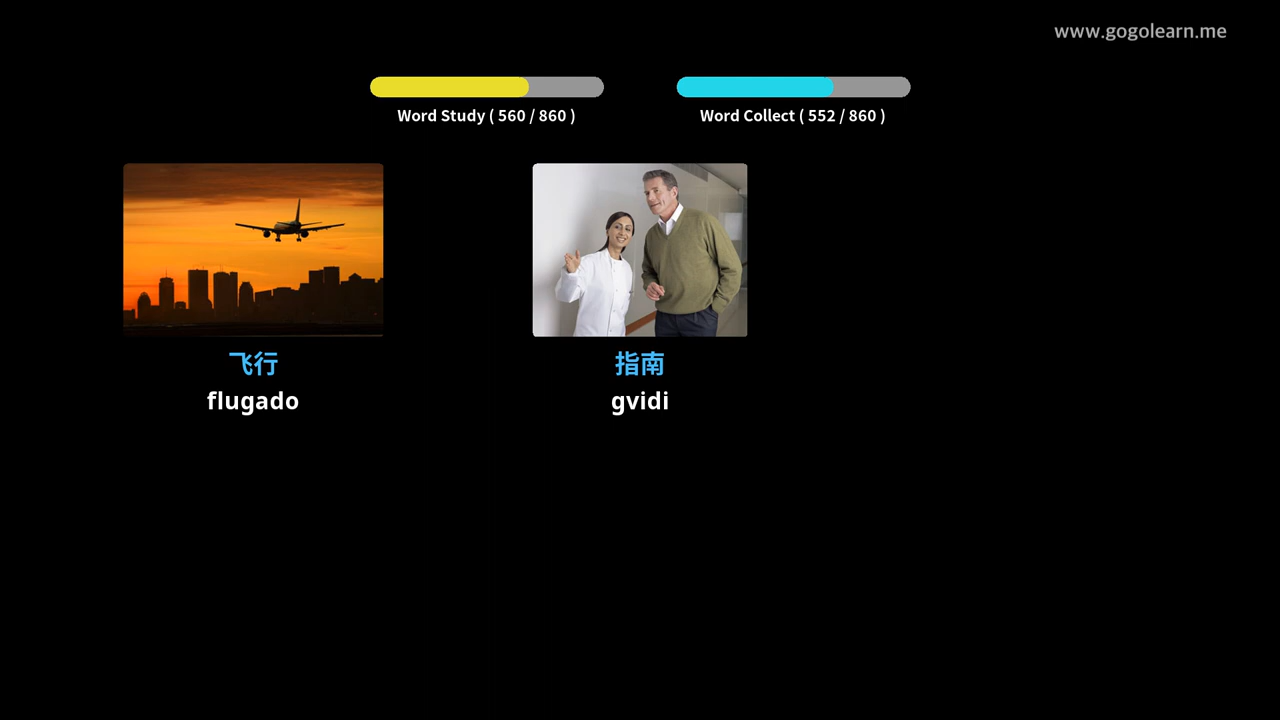 www.gogolearn.me
Word Study ( 560 / 860 )
Word Collect ( 552 / 860 )
飞行
flugado
指南
gvidi